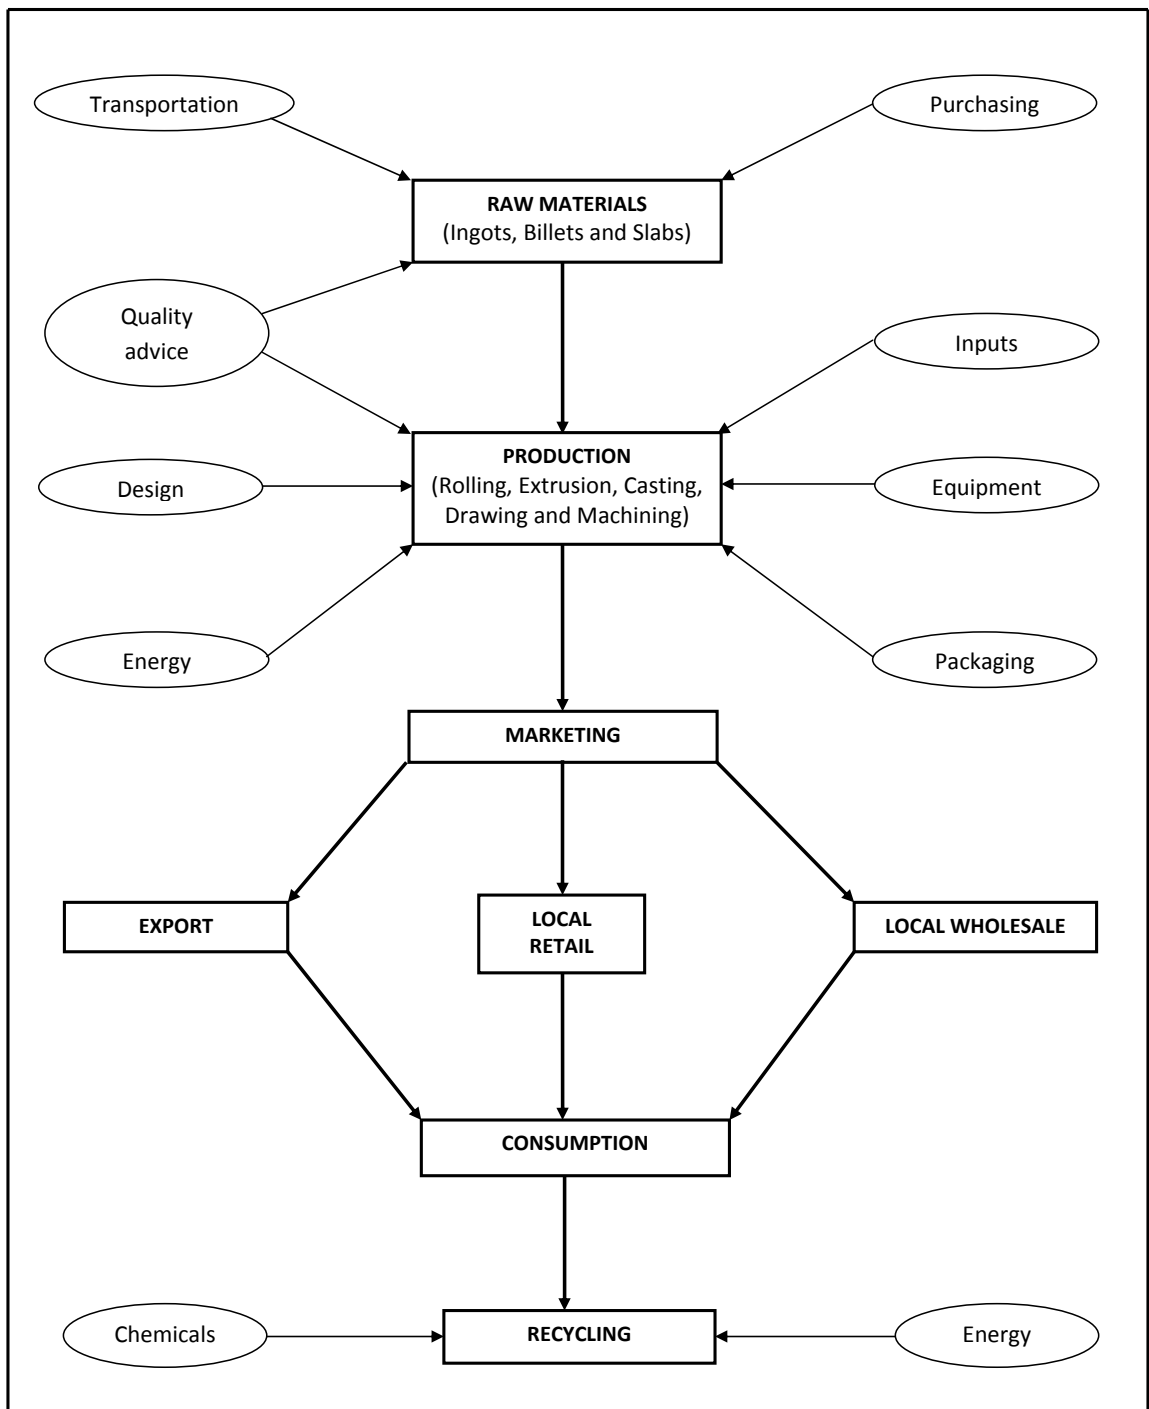 Transportation
Purchasing
RAW MATERIALS
(Ingots, Billets and Slabs)
Quality
advice
Inputs
PRODUCTION
(Rolling, Extrusion, Casting,
Drawing and Machining)
Design
Equipment
Energy
Packaging
MARKETING
EXPORT
LOCAL
RETAIL
LOCAL WHOLESALE
CONSUMPTION
Chemicals
RECYCLING
Energy